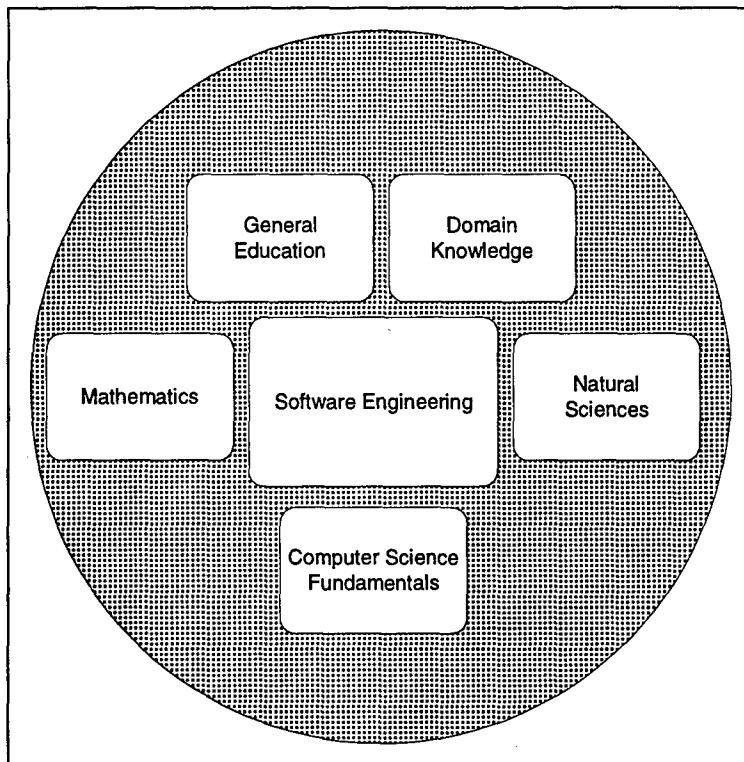 General
Education
Domain
Knowledge
Mathematics
Software Engineering
Natural
Sciences
Computer Science
Fundamentals